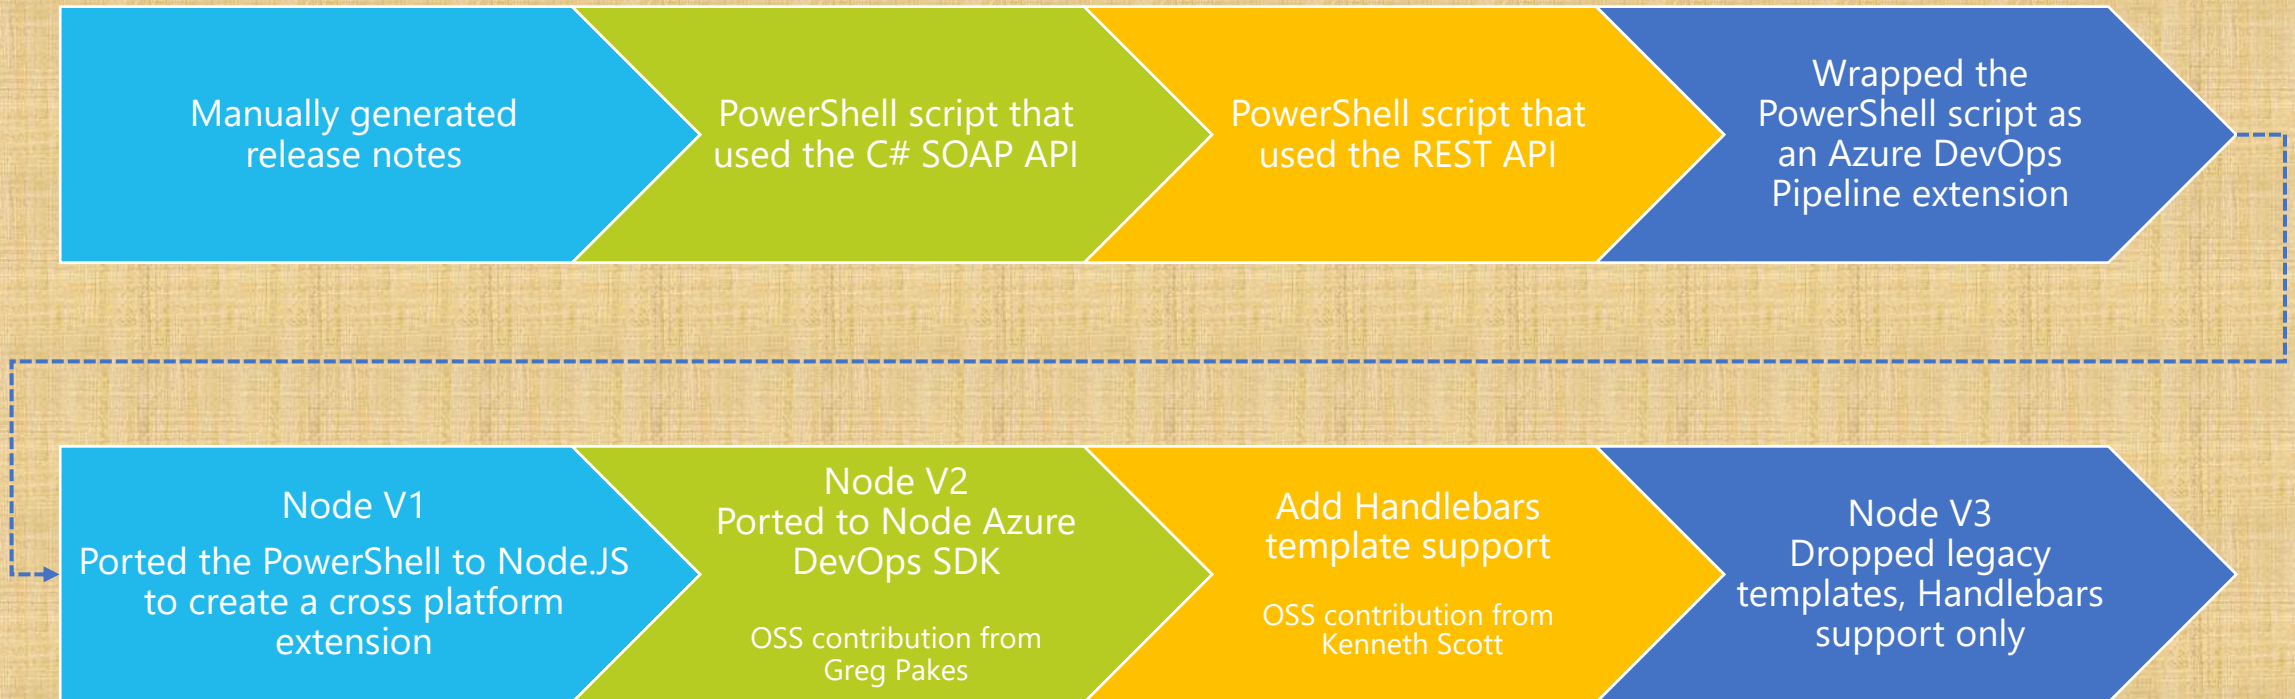 Manually generated
release notes
PowerShell script that
used the C# SOAP API
PowerShell script that
used the REST API
Wrapped the
PowerShell script as
an Azure DevOps
Pipeline extension
Node V1
Ported the PowerShell to Node.JS
to create a cross platform
extension
Node V2
Ported to Node Azure
DevOps SDK
OSS contribution from
Greg Pakes
Add Handlebars
template support
OSS contribution from
Kenneth Scott
Node V3
Dropped legacy
templates, Handlebars
support only